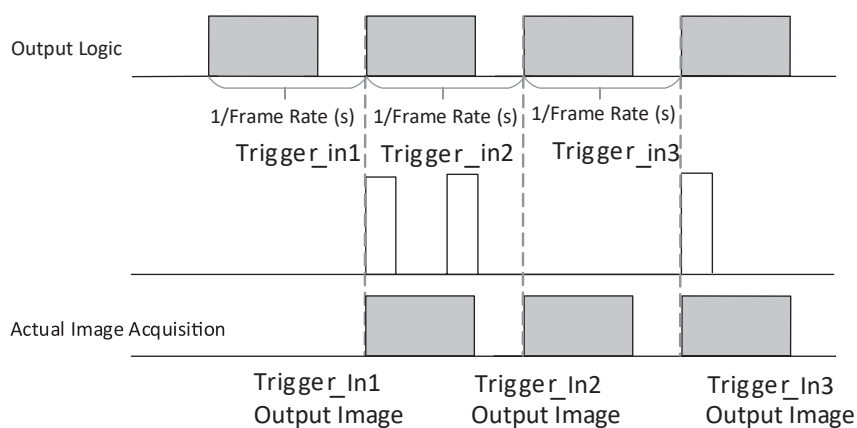 Output Logic
1/Frame Rate (s) 1/Frame Rate (s) 1/Frame Rate (s)
Trigger_in1 Trigger_in2 Trigger_in3
Actual Image Acquisition
Trigger_In1 Trigger_In2 Trigger_In3
Output Image Output Image Output Image